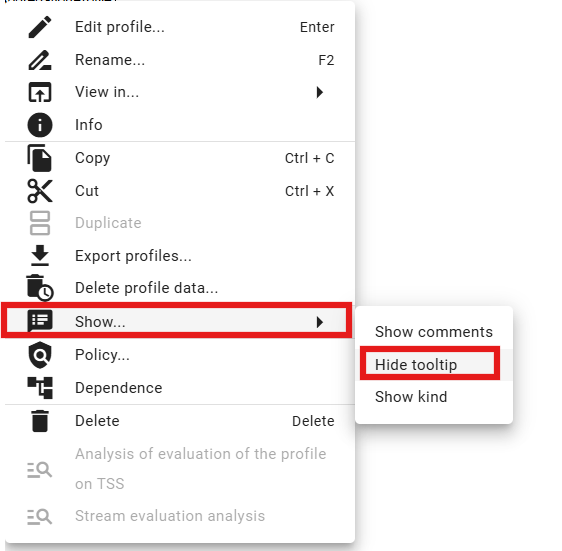 Edit profile... Enter
Rename... F2
View in...
Info
Copy Ctrl + C
Cut Ctrl + X
Duplicate
Export profiles...
Delete profile data...
Show...
Show comments
Hide tooltip
Show kind
Policy...
Dependence
Delete Delete
Analysis of evaluation of the profile
on TSS
Stream evaluation analysis